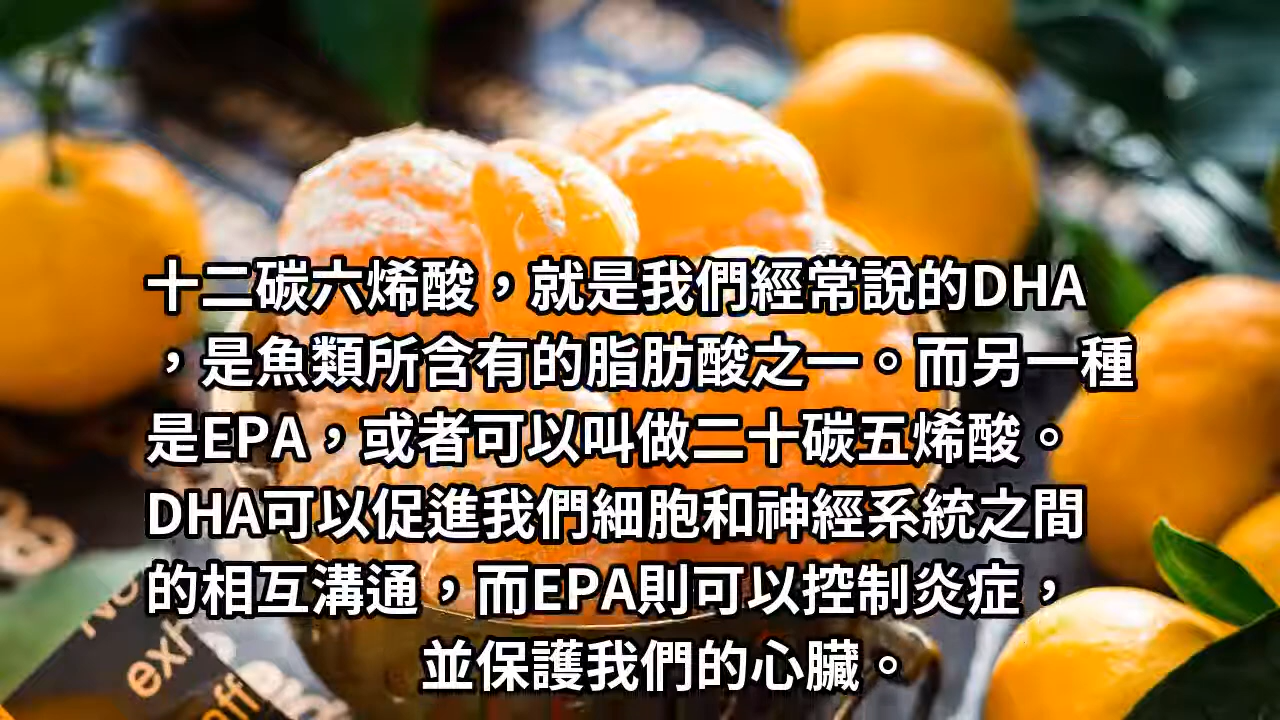 十二碳六烯酸，就是我們經常說的DHA
，是魚類所含有的脂肪酸之一。而另一種
是EPA，或者可以叫做二十碳五烯酸。
DHA可以促進我們細胞和神經系統之間
的相互溝通，而EPA則可以控制炎症，
並保護我們的心臟。